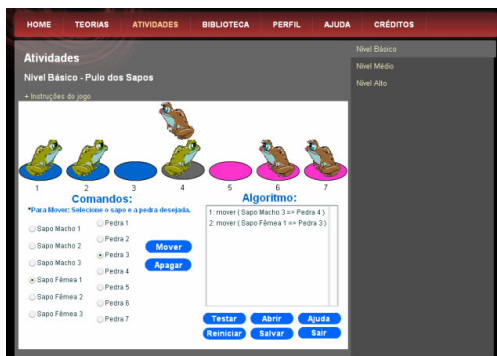 HOME TEORIAS ATIVIDADES BIBLIOTECA PERFIL AJUDA CRÉDITOS
Nível Básico
Nível Médio
Nível Alto
Atividades
Nível Básico - Pulo dos Sapos
+ Instruções do jogo
1 2 3 4 5 6 7
Comandos:
*Para Mover: Selecione o sapo e a pedra desejada.
Sapo Macho 1
Sapo Macho 2
Sapo Macho 3
Sapo Fêmea 1
Sapo Fêmea 2
Sapo Fêmea 3
Pedra 1
Pedra 2
Pedra 3
Pedra 4
Pedra 5
Pedra 6
Pedra 7
Mover
Apagar
Algoritmo:
1: mover ( Sapo Macho 3 => Pedra 4 )
2: mover ( Sapo Fêmea 1 => Pedra 3 )
Testar Abrir Ajuda
Reiniciar Salvar Sair